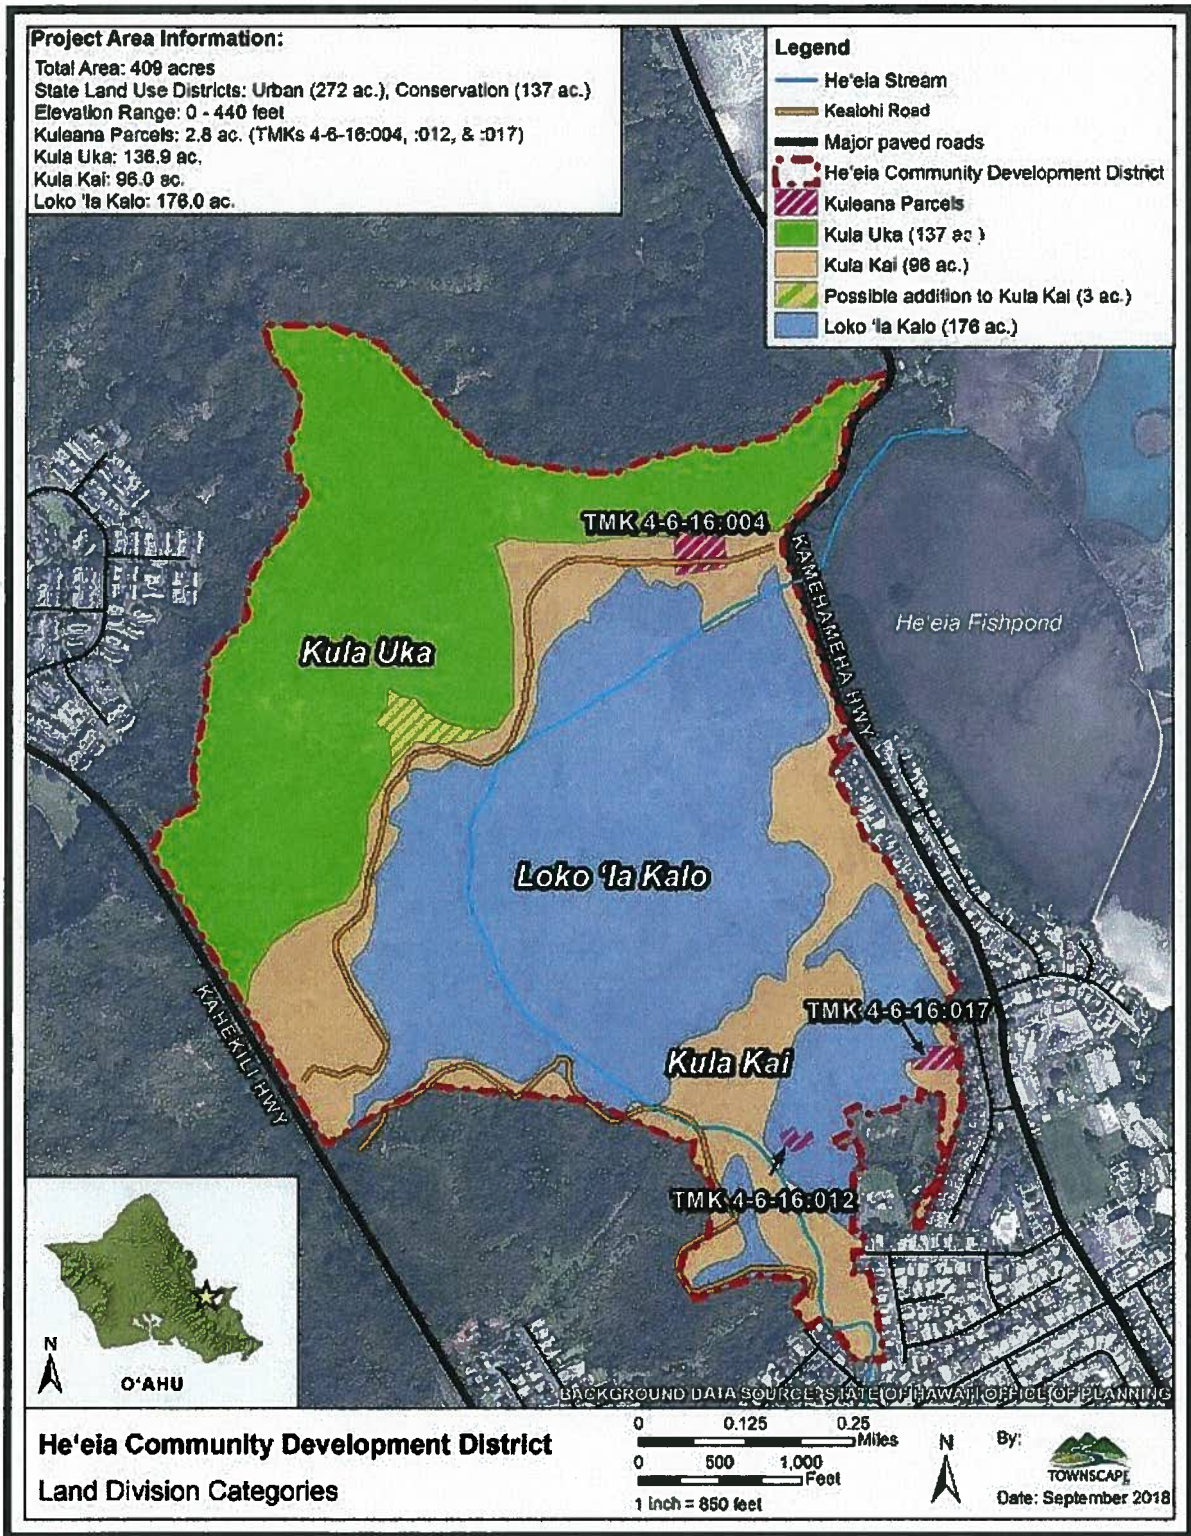 Project Area Information:
Total Area: 409 acres
State Land Use Districts: Urban (272 ac.), Conservation (137 ac.)
Elevation Range: 0 - 440 feet
Kuleana Parcels: 2.8 ac. (TMKs 4-6-16:004, :012, & :017)
Kula Uka: 136.9 ac.
Kula Kai: 96.0 ac.
Loko 'Ia Kalo: 176.0 ac.
Legend
He'eia Stream
Kealohi Road
Major paved roads
He'eia Community Development District
Kuleana Parcels
Kula Uka (137 ac.)
Kula Kai (96 ac.)
Possible addition to Kula Kai (3 ac.)
Loko 'Ia Kalo (176 ac.)
TMK 4-6-16:004
KAMEHAMEHA HWY
He'eia Fishpond
Kula Uka
Loko 'Ia Kalo
TMK 4-6-16:017
KAHEKILI HWY
Kula Kai
TMK 4-6-16:012
N
O'AHU
BACKGROUND DATA SOURCE: STATE OF HAWAI'I OFFICE OF PLANNING
He'eia Community Development District
Land Division Categories
0 0.125 0.25
Miles
0 500 1,000
Feet
1 inch = 850 feet
N
By:
TOWNSCAPE
Date: September 2018